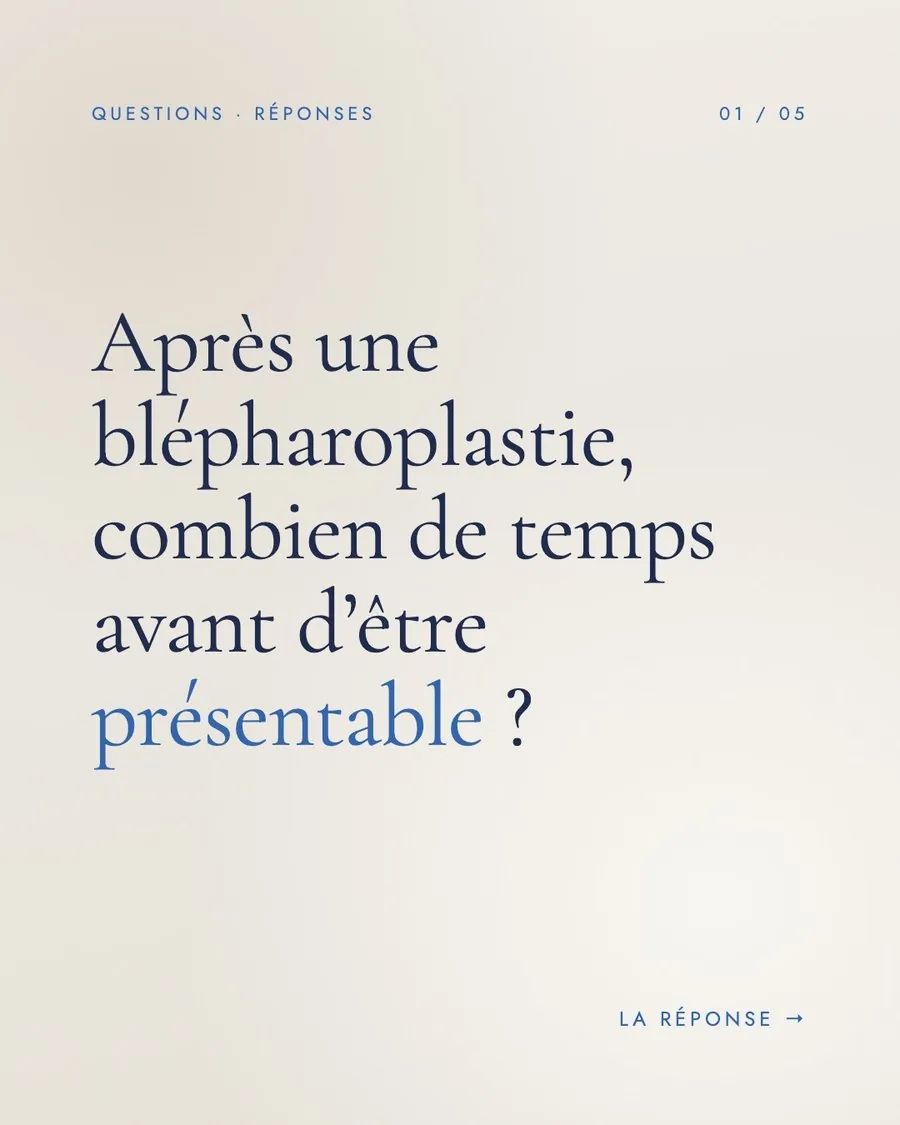 QUESTIONS · RÉPONSES
01 / 05
Après une
blépharoplastie,
combien de temps
avant d’être
présentable ?
LA RÉPONSE →